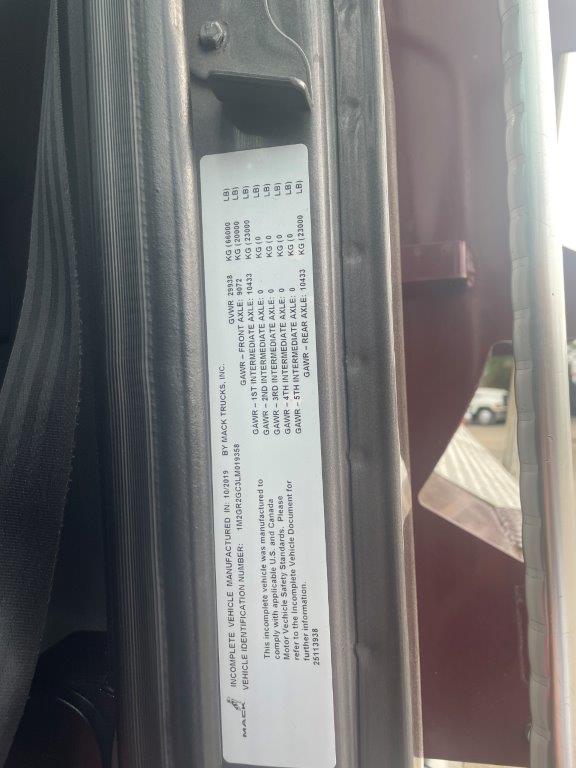 MACK
INCOMPLETE VEHICLE MANUFACTURED IN: 10/2019 BY MACK TRUCKS, INC.
VEHICLE IDENTIFICATION NUMBER: 1M2GR2GC3LM019358
This incomplete vehicle was manufactured to
comply with applicable U.S. and Canada
Motor Vechicle Safety Standards. Please
refer to the Incomplete Vehicle Document for
further information.
25113938
GVWR 29938 KG (66000 LB)
GAWR - FRONT AXLE: 9072 KG (20000 LB)
GAWR - 1ST INTERMEDIATE AXLE: 10433 KG (23000 LB)
GAWR - 2ND INTERMEDIATE AXLE: 0 KG (0 LB)
GAWR - 3RD INTERMEDIATE AXLE: 0 KG (0 LB)
GAWR - 4TH INTERMEDIATE AXLE: 0 KG (0 LB)
GAWR - 5TH INTERMEDIATE AXLE: 0 KG (0 LB)
GAWR - REAR AXLE: 10433 KG (23000 LB)